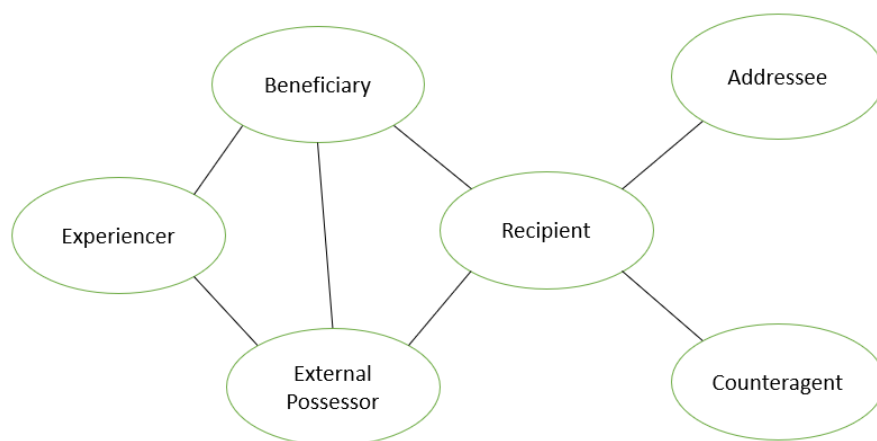 Beneficiary
Addressee
Experiencer
Recipient
External
Possessor
Counteragent